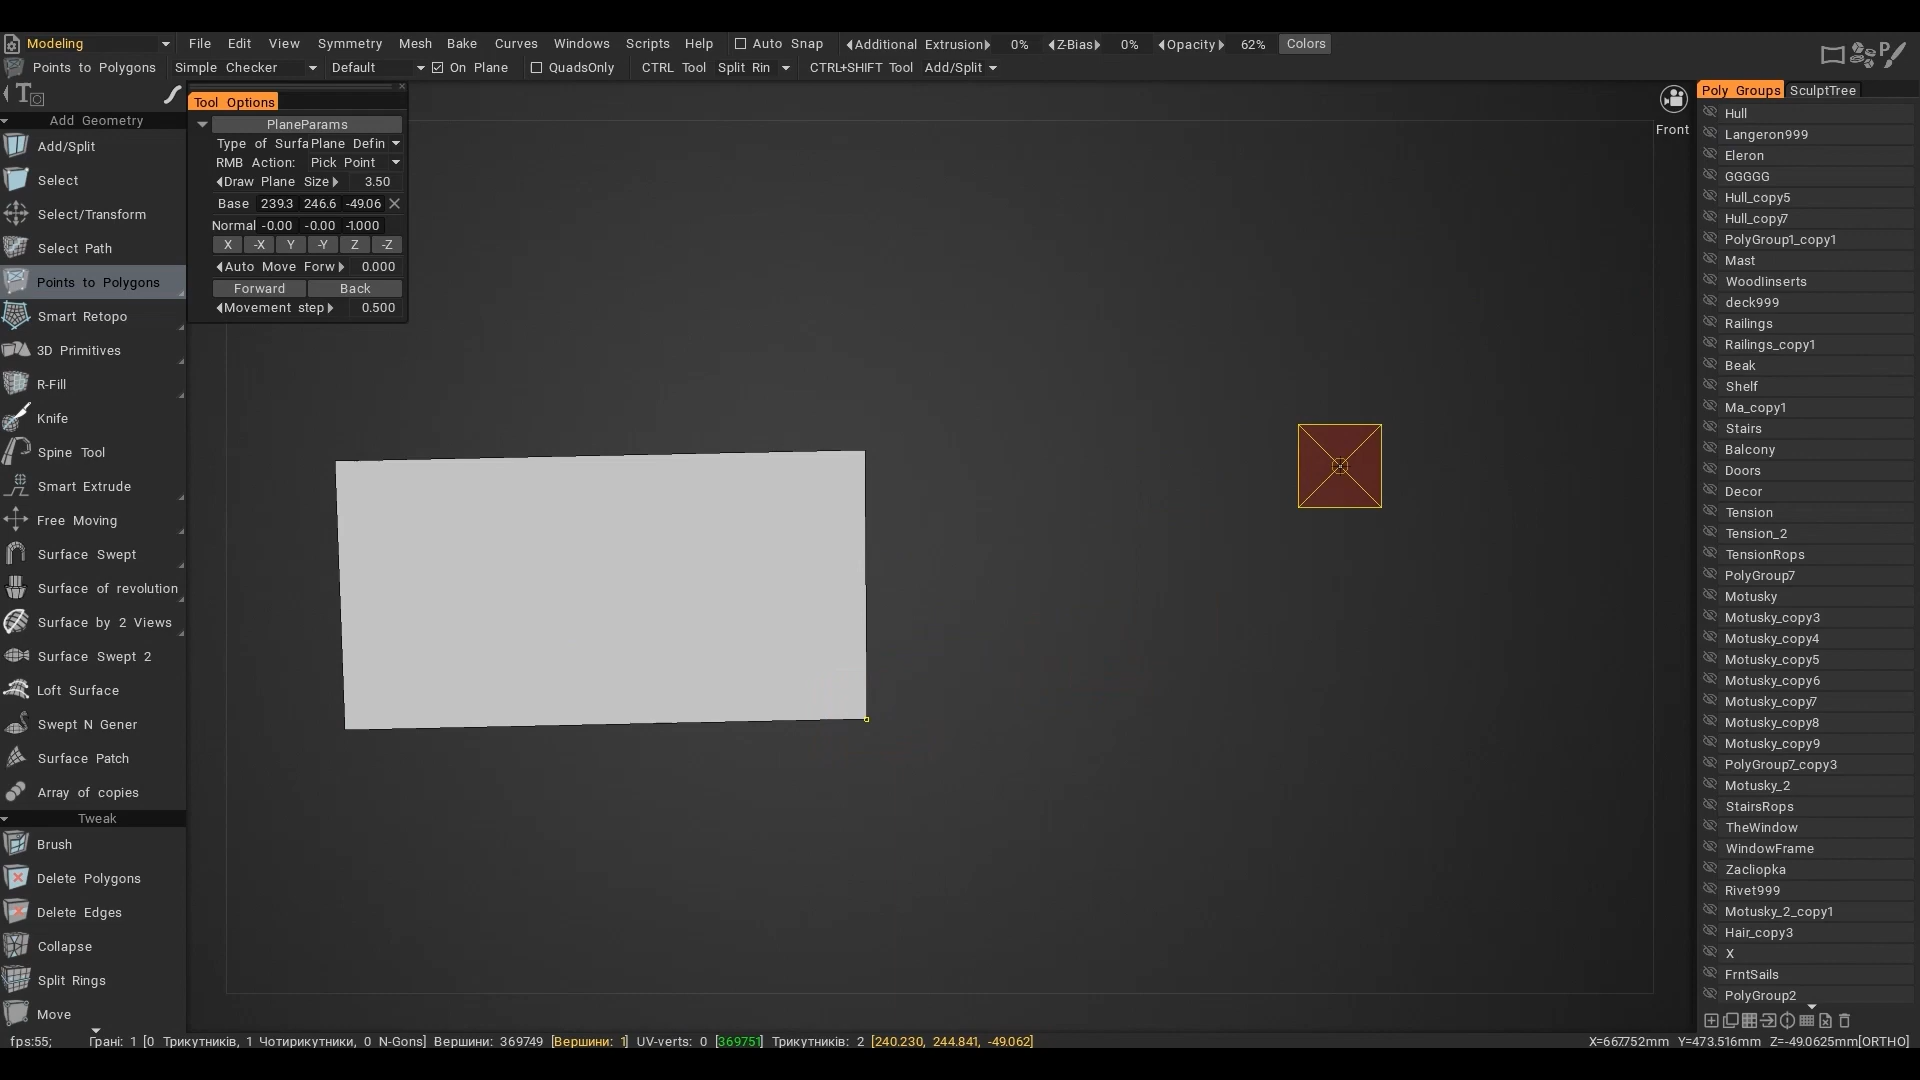 Modeling File Edit View Symmetry Mesh Bake Curves Windows Scripts Help Auto Snap Additional Extrusion 0% Z-Bias 0% Opacity 62% Colors
Points to Polygons Simple Checker Default On Plane QuadsOnly CTRL Tool Split Rin CTRL+SHIFT Tool Add/Split
Add Geometry
Add/Split
Select
Select/Transform
Select Path
Points to Polygons
Smart Retopo
3D Primitives
R-Fill
Knife
Spine Tool
Smart Extrude
Free Moving
Surface Swept
Surface of revolution
Surface by 2 Views
Surface Swept 2
Loft Surface
Swept N Gener
Surface Patch
Array of copies
Tweak
Brush
Delete Polygons
Delete Edges
Collapse
Split Rings
Move
Tool Options
PlaneParams
Type of Surfa Plane Defin
RMB Action: Pick Point
Draw Plane Size 3.50
Base 239.3 246.6 -49.06
Normal -0.00 -0.00 -1.000
X -X Y -Y Z -Z
Auto Move Forw 0.000
Forward Back
Movement step 0.500
Front
Poly Groups SculptTree
Hull
Langeron999
Eleron
GGGGG
Hull_copy5
Hull_copy7
PolyGroup1_copy1
Mast
WoodInserts
deck999
Railings
Railings_copy1
Beak
Shelf
Ma_copy1
Stairs
Balcony
Doors
Decor
Tension
Tension_2
TensionRops
PolyGroup7
Motusky
Motusky_copy3
Motusky_copy4
Motusky_copy5
Motusky_copy6
Motusky_copy7
Motusky_copy8
Motusky_copy9
PolyGroup7_copy3
Motusky_2
StairsRops
TheWindow
WindowFrame
Zacliopka
Rivet999
Motusky_2_copy1
Hair_copy3
X
FrntSails
PolyGroup2
fps:55; Грані: 1 [0 Трикутників, 1 Чотирикутники, 0 N-Gons] Вершини: 369749 [Вершини: 1] UV-verts: 0 [369751] Трикутників: 2 [240.230, 244.841, -49.062] X=667.752mm Y=473.516mm Z=-49.0625mm[ORTHO]